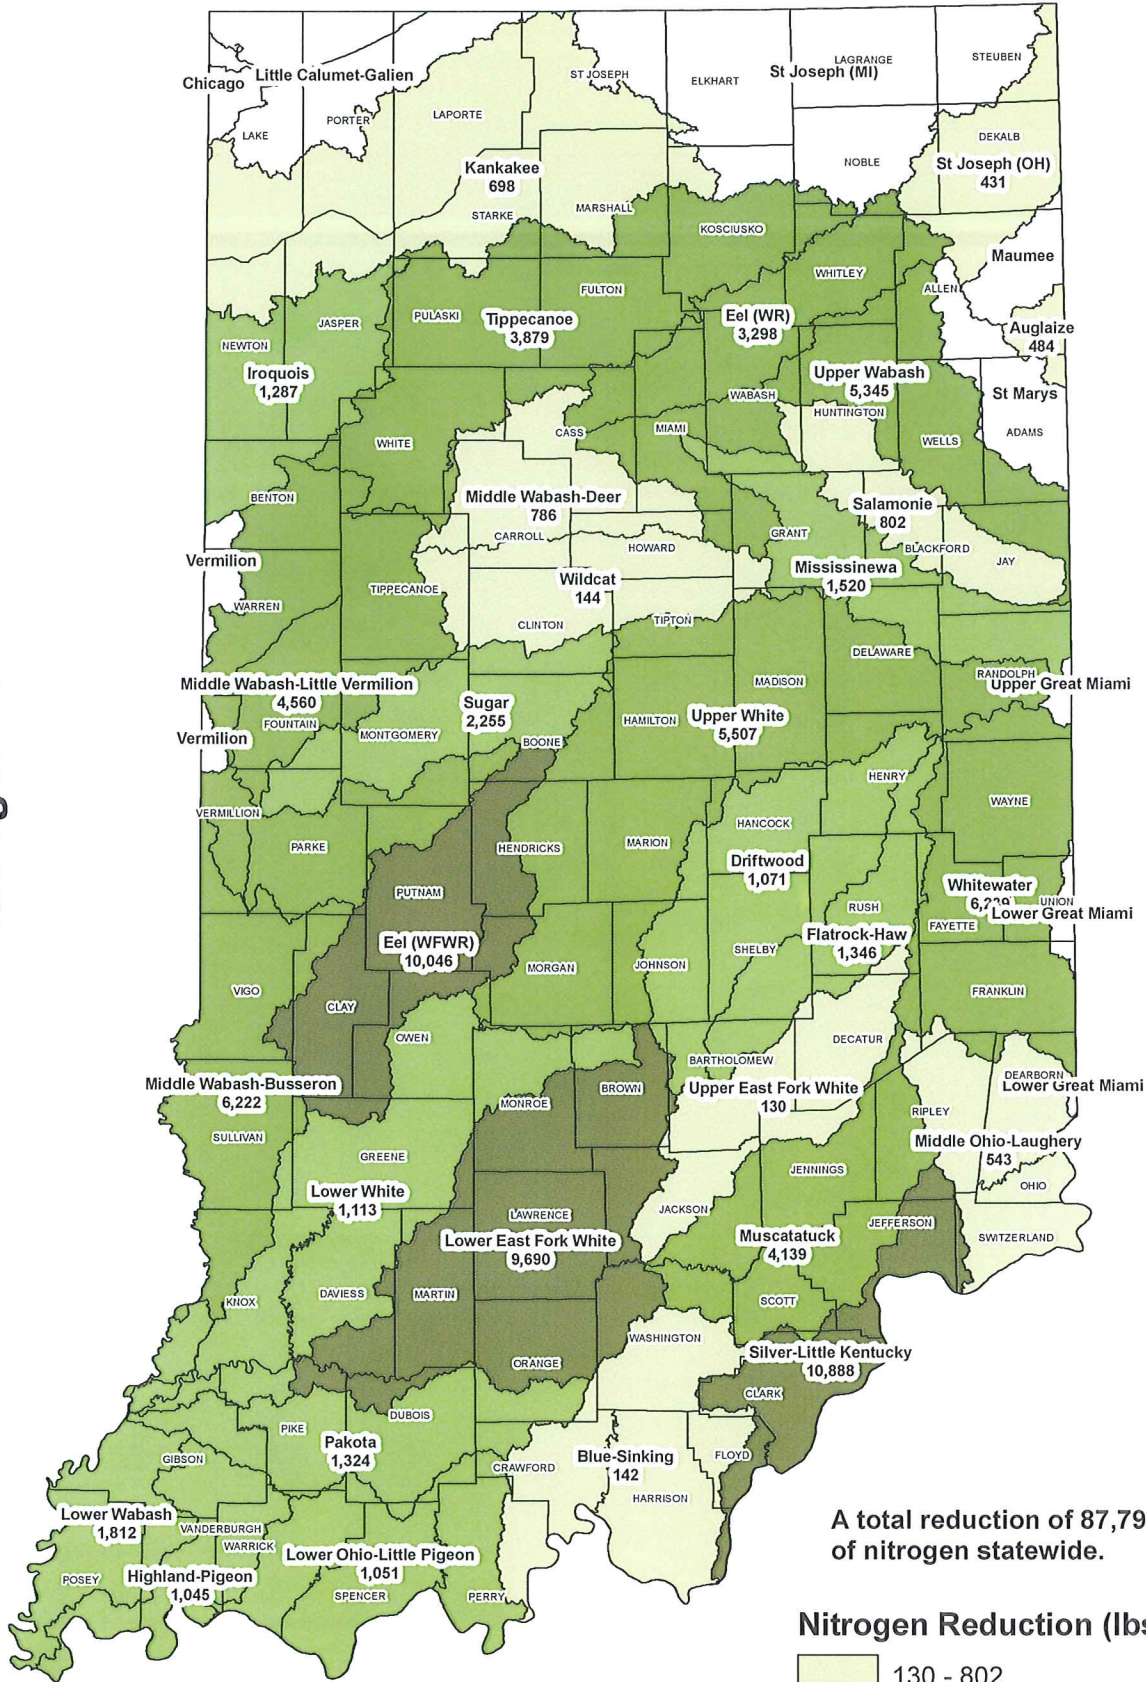 STEUBEN
LAGRANGE
ELKHART
St Joseph (MI)
ST JOSEPH
Little Calumet-Galien
Chicago
LAPORTE
PORTER
LAKE
DEKALB
NOBLE
St Joseph (OH)
431
Kankakee
698
STARKE
MARSHALL
KOSCIUSKO
Maumee
WHITLEY
ALLEN
FULTON
PULASKI
Tippecanoe
3,879
Eel (WR)
3,298
JASPER
NEWTON
Auglaize
484
Iroquois
1,287
Upper Wabash
5,345
WABASH
HUNTINGTON
St Marys
ADAMS
WHITE
CASS
MIAMI
WELLS
BENTON
Middle Wabash-Deer
786
CARROLL
Salamonie
802
GRANT
BLACKFORD
JAY
HOWARD
Vermilion
Mississinewa
1,520
Wildcat
144
TIPPECANOE
WARREN
CLINTON
TIPTON
DELAWARE
RANDOLPH
Upper Great Miami
MADISON
Middle Wabash-Little Vermilion
4,560
FOUNTAIN
Sugar
2,255
HAMILTON
Upper White
5,507
Vermilion
MONTGOMERY
BOONE
HENRY
WAYNE
VERMILLION
HANCOCK
PARKE
HENDRICKS
MARION
Driftwood
1,071
PUTNAM
Whitewater
UNION
Lower Great Miami
RUSH
FAYETTE
Eel (WFWR)
10,046
Flatrock-Haw
1,346
SHELBY
JOHNSON
MORGAN
VIGO
FRANKLIN
CLAY
OWEN
DECATUR
BARTHOLOMEW
DEARBORN
Lower Great Miami
Middle Wabash-Busseron
6,222
BROWN
Upper East Fork White
130
MONROE
RIPLEY
SULLIVAN
Middle Ohio-Laughery
543
GREENE
JENNINGS
OHIO
Lower White
1,113
JACKSON
LAWRENCE
JEFFERSON
Lower East Fork White
9,690
Muscatatuck
4,139
SWITZERLAND
KNOX
DAVIESS
MARTIN
SCOTT
WASHINGTON
Silver-Little Kentucky
10,888
ORANGE
CLARK
DUBOIS
PIKE
Pakota
1,324
GIBSON
CRAWFORD
Blue-Sinking
142
FLOYD
HARRISON
Lower Wabash
1,812
VANDERBURGH
WARRICK
Lower Ohio-Little Pigeon
1,051
Highland-Pigeon
1,045
POSEY
SPENCER
PERRY
A total reduction of 87,79
of nitrogen statewide.
Nitrogen Reduction (lbs
130 - 802